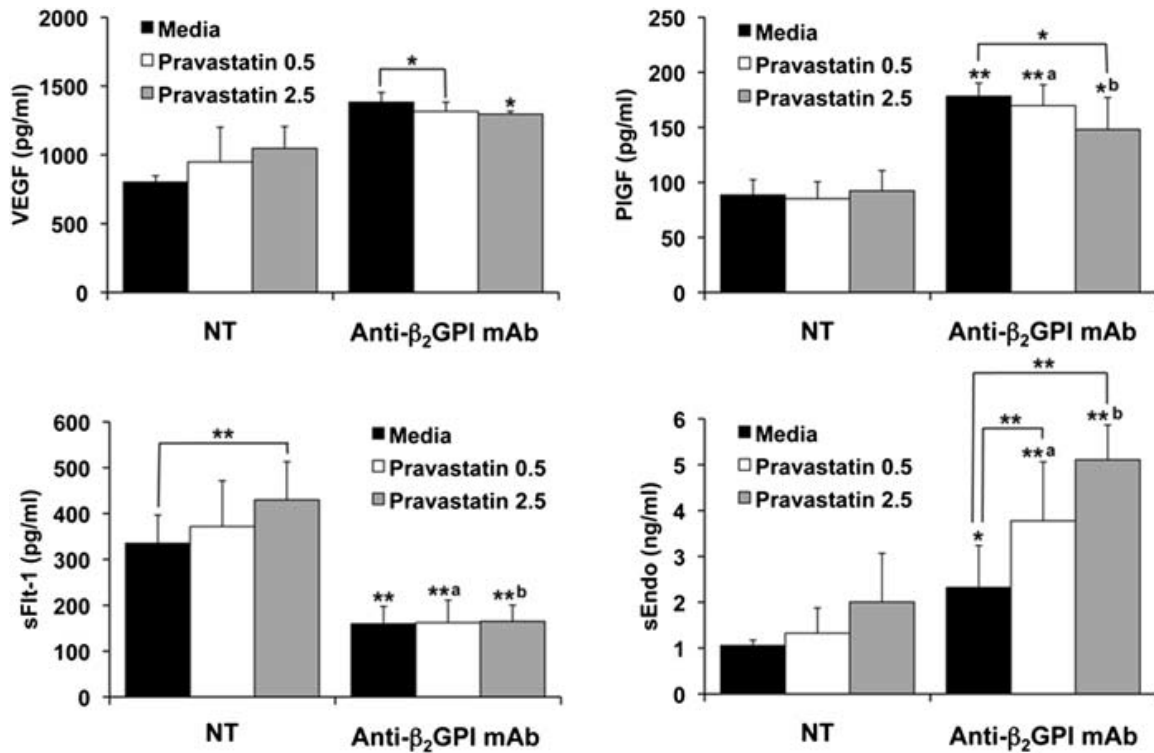 2000
1500
1000
500
0
VEGF (pg/ml)
Media
Pravastatin 0.5
Pravastatin 2.5
*
*
NT
Anti-β₂GPI mAb
250
200
150
100
50
0
PlGF (pg/ml)
Media
Pravastatin 0.5
Pravastatin 2.5
*
**
**a
*b
NT
Anti-β₂GPI mAb
600
500
400
300
200
100
0
sFlt-1 (pg/ml)
**
Media
Pravastatin 0.5
Pravastatin 2.5
**
**a
**b
NT
Anti-β₂GPI mAb
6
5
4
3
2
1
0
sEndo (ng/ml)
Media
Pravastatin 0.5
Pravastatin 2.5
**
**
**b
**a
*
NT
Anti-β₂GPI mAb